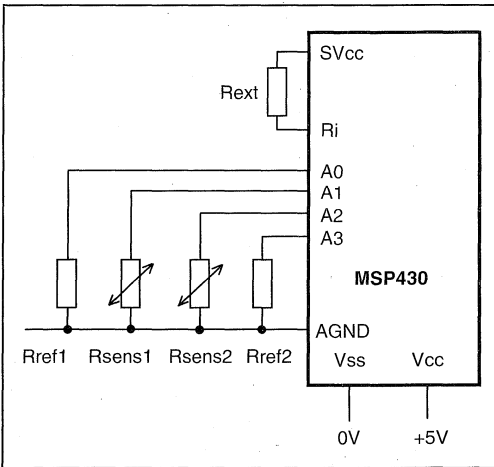 SVcc
Rext
Ri
A0
A1
A2
A3
MSP430
AGND
Rref1 Rsens1 Rsens2 Rref2
Vss Vcc
0V +5V